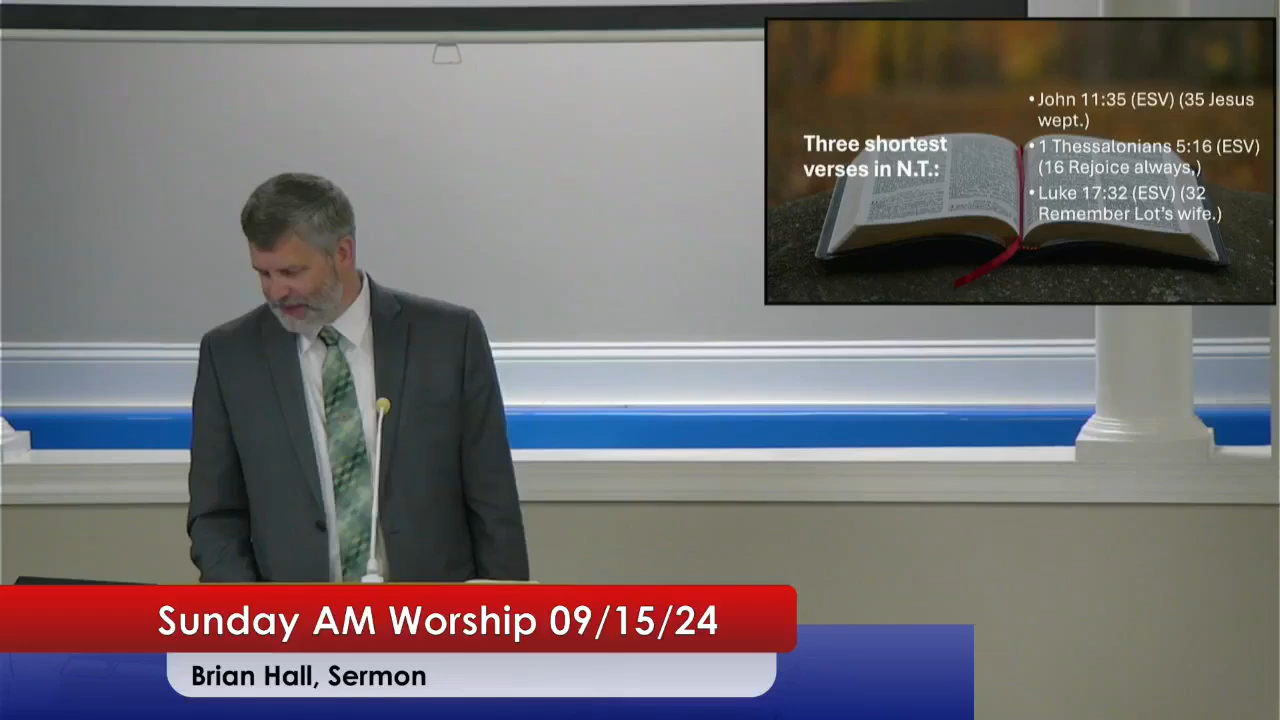 Three shortest
verses in N.T.:
• John 11:35 (ESV) (35 Jesus
wept.)
• 1 Thessalonians 5:16 (ESV)
(16 Rejoice always,)
• Luke 17:32 (ESV) (32
Remember Lot's wife.)
Sunday AM Worship 09/15/24
Brian Hall, Sermon